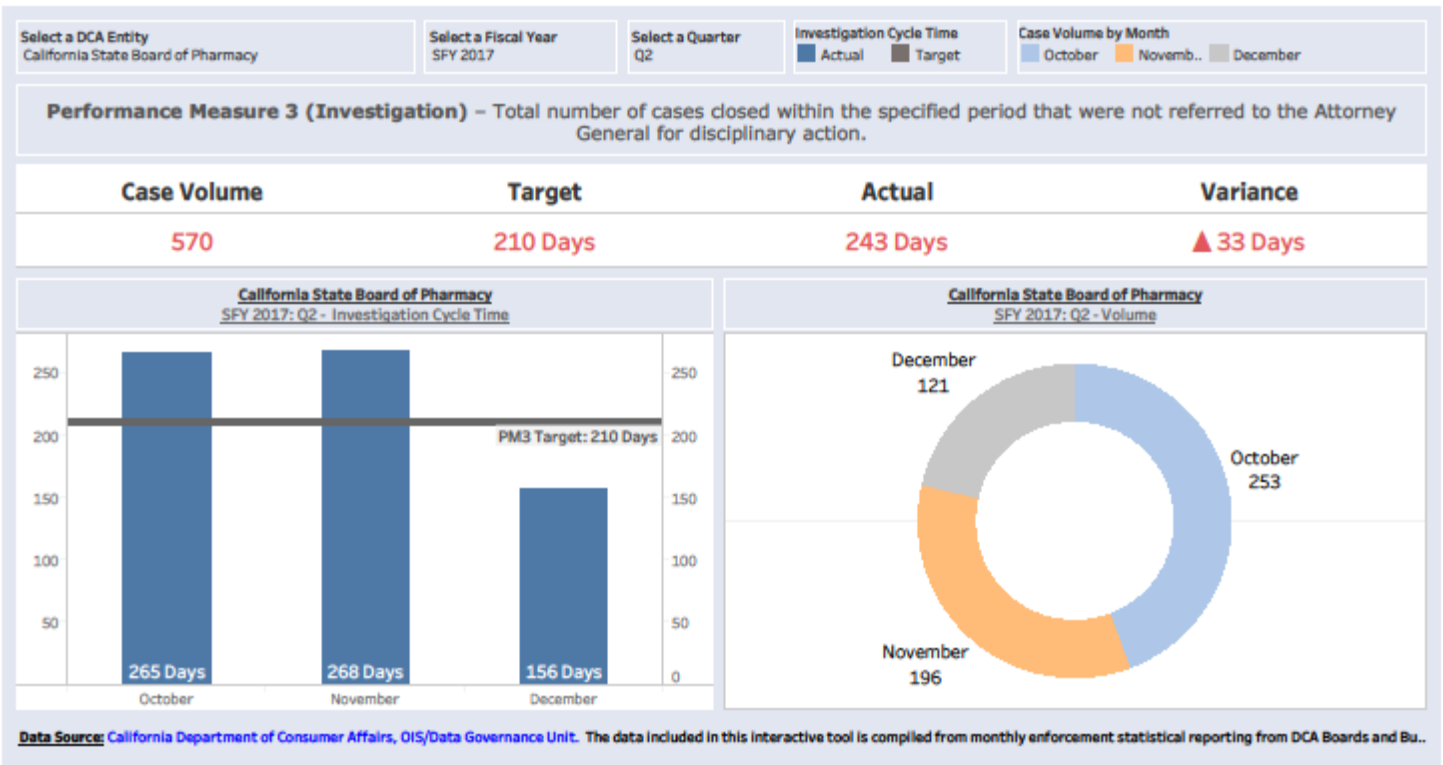 Select a DCA Entity
California State Board of Pharmacy
Select a Fiscal Year
SFY 2017
Select a Quarter
Q2
Investigation Cycle Time
Actual Target
Case Volume by Month
October Novemb.. December
Performance Measure 3 (Investigation) – Total number of cases closed within the specified period that were not referred to the Attorney
General for disciplinary action.
Case Volume Target Actual Variance
570 210 Days 243 Days ▲ 33 Days
California State Board of Pharmacy
SFY 2017: Q2 - Investigation Cycle Time
250 250
200 200
150 150
100 100
50 50
0
PM3 Target: 210 Days
265 Days 268 Days 156 Days
October November December
California State Board of Pharmacy
SFY 2017: Q2 - Volume
December
121
October
253
November
196
Data Source: California Department of Consumer Affairs, OIS/Data Governance Unit. The data included in this interactive tool is compiled from monthly enforcement statistical reporting from DCA Boards and Bu..